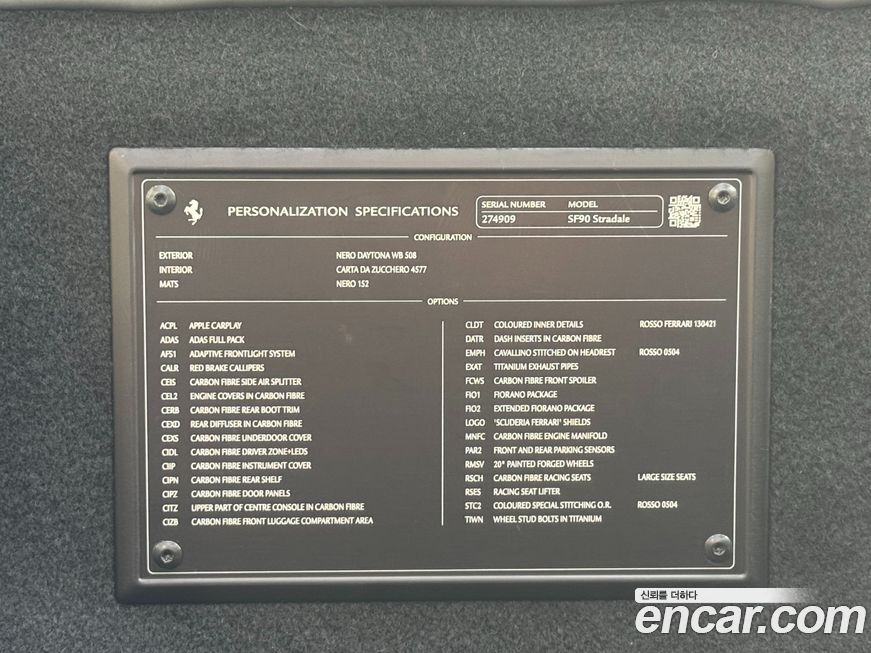 PERSONALIZATION SPECIFICATIONS
SERIAL NUMBER MODEL
274909 SF90 Stradale
CONFIGURATION
EXTERIOR NERO DAYTONA WB 508
INTERIOR CARTA DA ZUCCHERO 4577
MATS NERO 152
OPTIONS
ACPL APPLE CARPLAY
ADAS ADAS FULL PACK
AFS1 ADAPTIVE FRONTLIGHT SYSTEM
CALR RED BRAKE CALLIPERS
CEIS CARBON FIBRE SIDE AIR SPLITTER
CEL2 ENGINE COVERS IN CARBON FIBRE
CERB CARBON FIBRE REAR BOOT TRIM
CEXD REAR DIFFUSER IN CARBON FIBRE
CEXS CARBON FIBRE UNDERDOOR COVER
CIDL CARBON FIBRE DRIVER ZONE+LEDS
CIIP CARBON FIBRE INSTRUMENT COVER
CIPN CARBON FIBRE REAR SHELF
CIPZ CARBON FIBRE DOOR PANELS
CITZ UPPER PART OF CENTRE CONSOLE IN CARBON FIBRE
CIZB CARBON FIBRE FRONT LUGGAGE COMPARTMENT AREA
CLDT COLOURED INNER DETAILS ROSSO FERRARI 130421
DATR DASH INSERTS IN CARBON FIBRE
EMPH CAVALLINO STITCHED ON HEADREST ROSSO 0504
EXAT TITANIUM EXHAUST PIPES
FCWS CARBON FIBRE FRONT SPOILER
FIO1 FIORANO PACKAGE
FIO2 EXTENDED FIORANO PACKAGE
LOGO 'SCUDERIA FERRARI' SHIELDS
MNFC CARBON FIBRE ENGINE MANIFOLD
PAR2 FRONT AND REAR PARKING SENSORS
RMSV 20" PAINTED FORGED WHEELS
RSCH CARBON FIBRE RACING SEATS LARGE SIZE SEATS
RSES RACING SEAT LIFTER
STC2 COLOURED SPECIAL STITCHING O.R. ROSSO 0504
TIWN WHEEL STUD BOLTS IN TITANIUM
신뢰를 더하다
encar.com